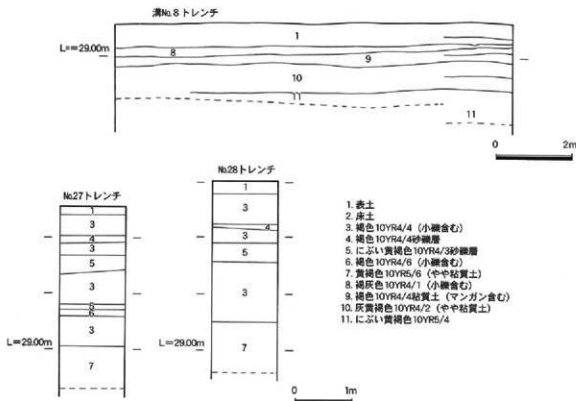 溝No.8 トレンチ
L==29.00m
1
8
9
10
11
11
0 2m
No.27トレンチ
1
3
4
3
5
3
5
6
3
7
L=29.00m
No.28トレンチ
1
3
4
3
5
3
7
L=29.00m
0 1m
1. 表土
2. 床土
3. 褐色10YR4/4（小礫含む）
4. 褐色10YR4/4砂礫層
5. にぶい黄褐色10YR4/3砂礫層
6. 褐色10YR4/6（小礫含む）
7. 黄褐色10YR5/6（やや粘質土）
8. 褐灰色10YR4/1（小礫含む）
9. 褐色10YR4/4粘質土（マンガン含む）
10. 灰黄褐色10YR4/2（やや粘質土）
11. にぶい黄褐色10YR5/4